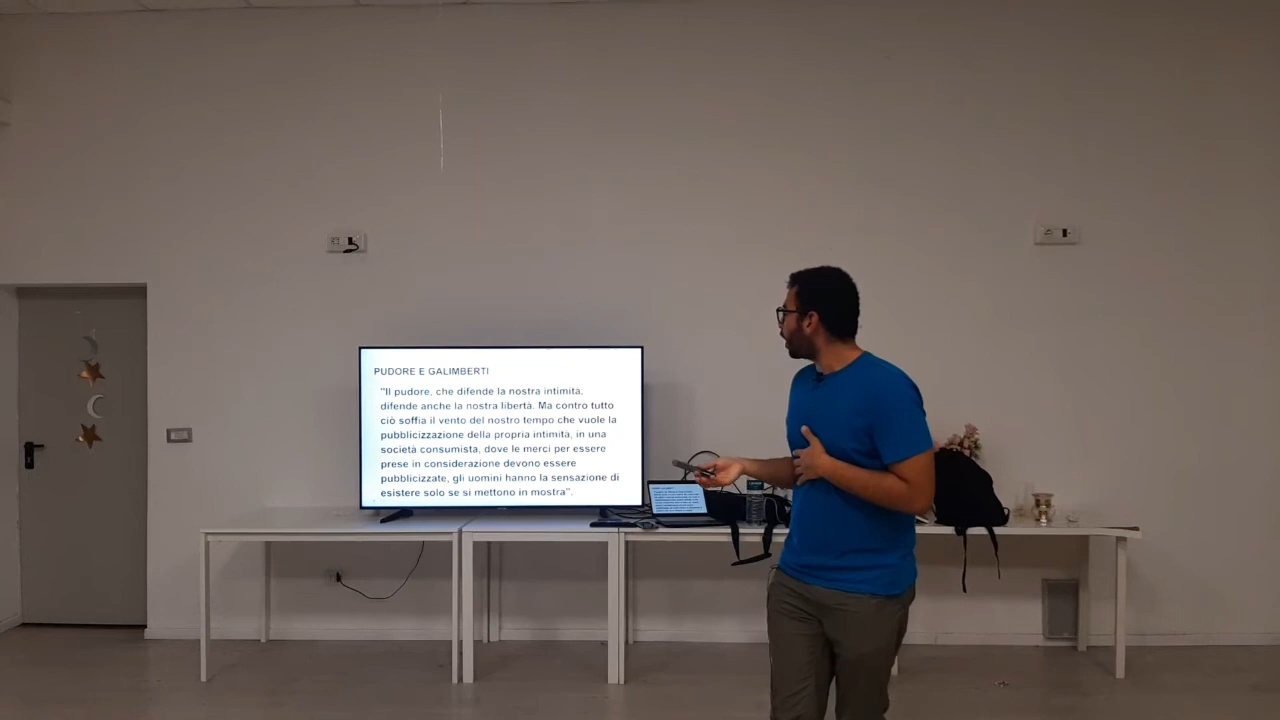 PUDORE E GALIMBERTI
"Il pudore, che difende la nostra intimità,
difende anche la nostra libertà. Ma contro tutto
ciò soffia il vento del nostro tempo che vuole la
pubblicizzazione della propria intimità, in una
società consumista, dove le merci per essere
prese in considerazione devono essere
pubblicizzate, gli uomini hanno la sensazione di
esistere solo se si mettono in mostra".